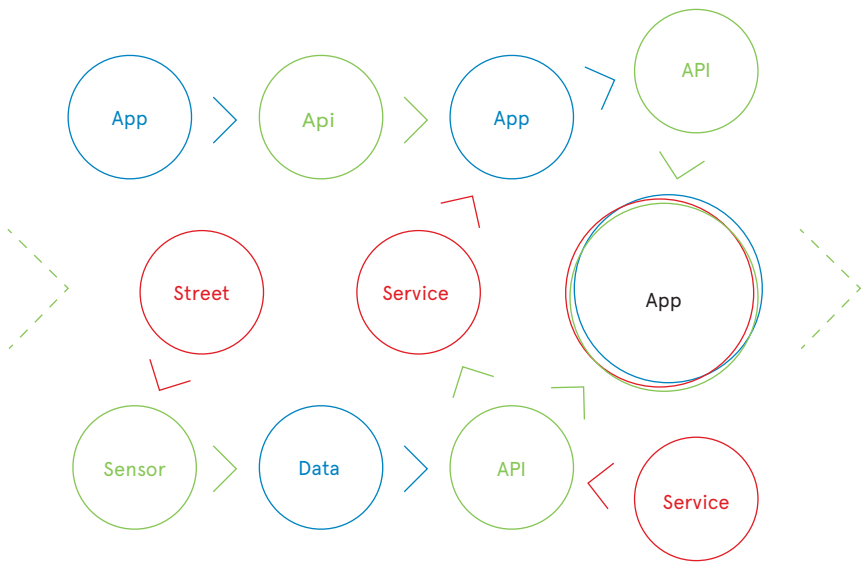 App
Api
App
API
Street
Service
App
Sensor
Data
API
Service